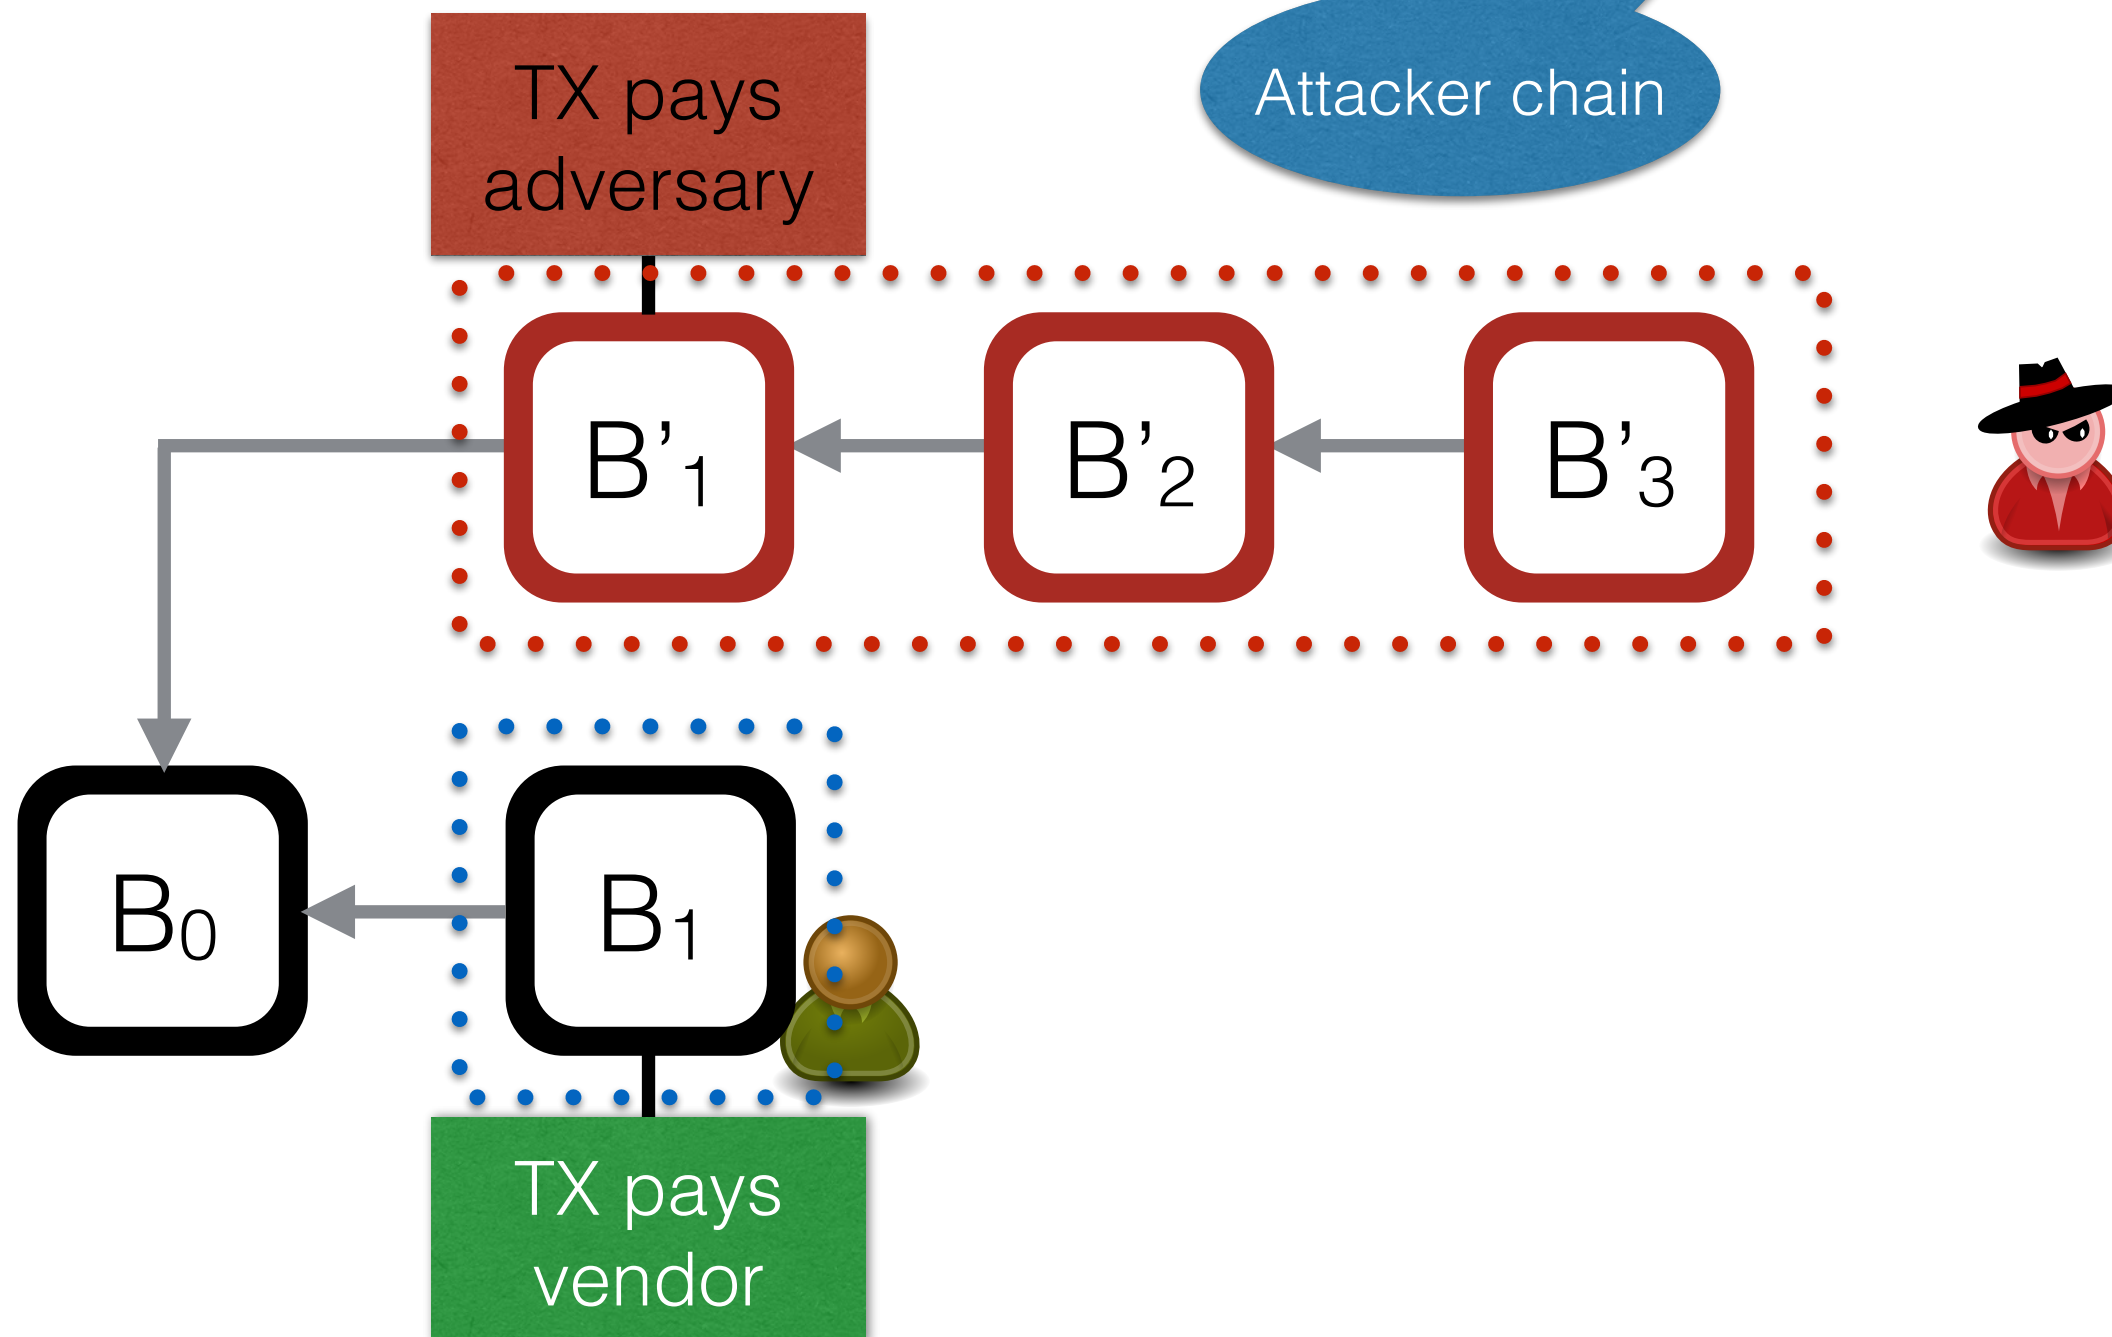 TX pays
adversary
Attacker chain
B’1
B’2
B’3
B0
B1
TX pays
vendor